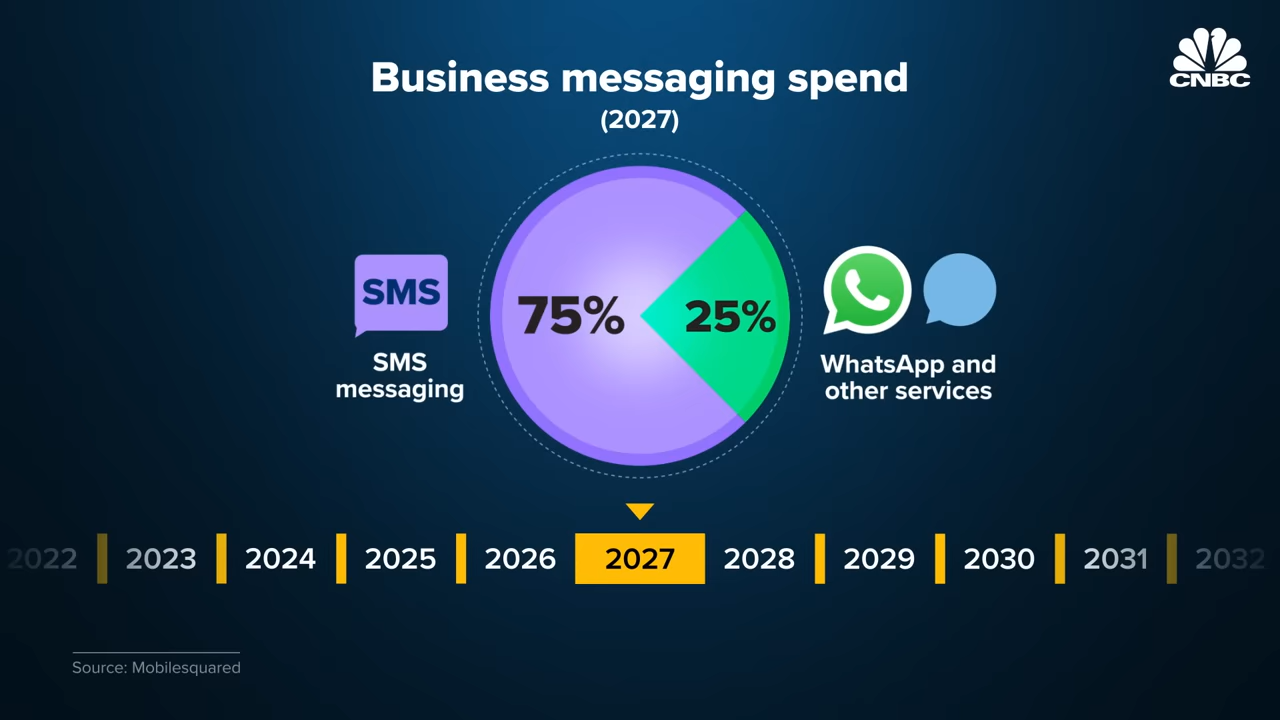 CNBC
Business messaging spend
(2027)
SMS
75%
25%
SMS
messaging
WhatsApp and
other services
2022 2023 2024 2025 2026 2027 2028 2029 2030 2031 2032
Source: Mobilesquared